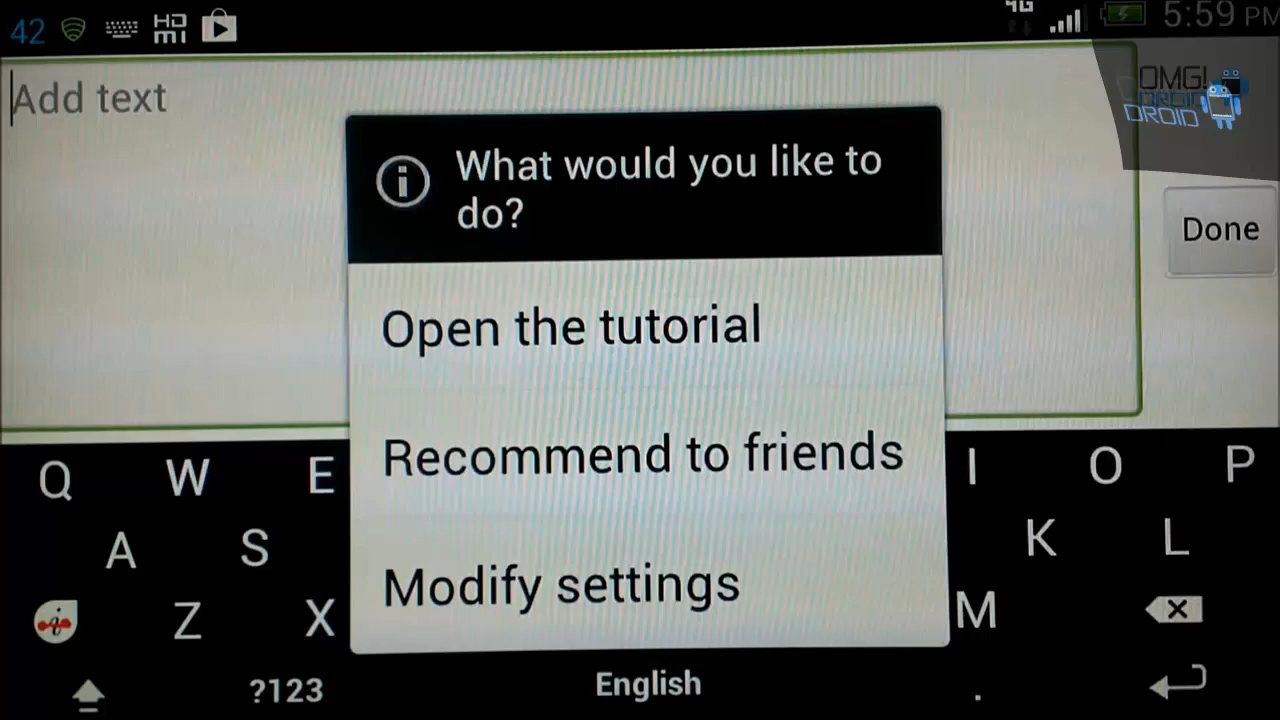 42 HD MI 4G 5:59 PM
Add text
OMG!
DROID
DROID
What would you like to
do?
Done
Open the tutorial
Recommend to friends
Modify settings
Q W E I O P
A S K L
Z X M
?123 English .